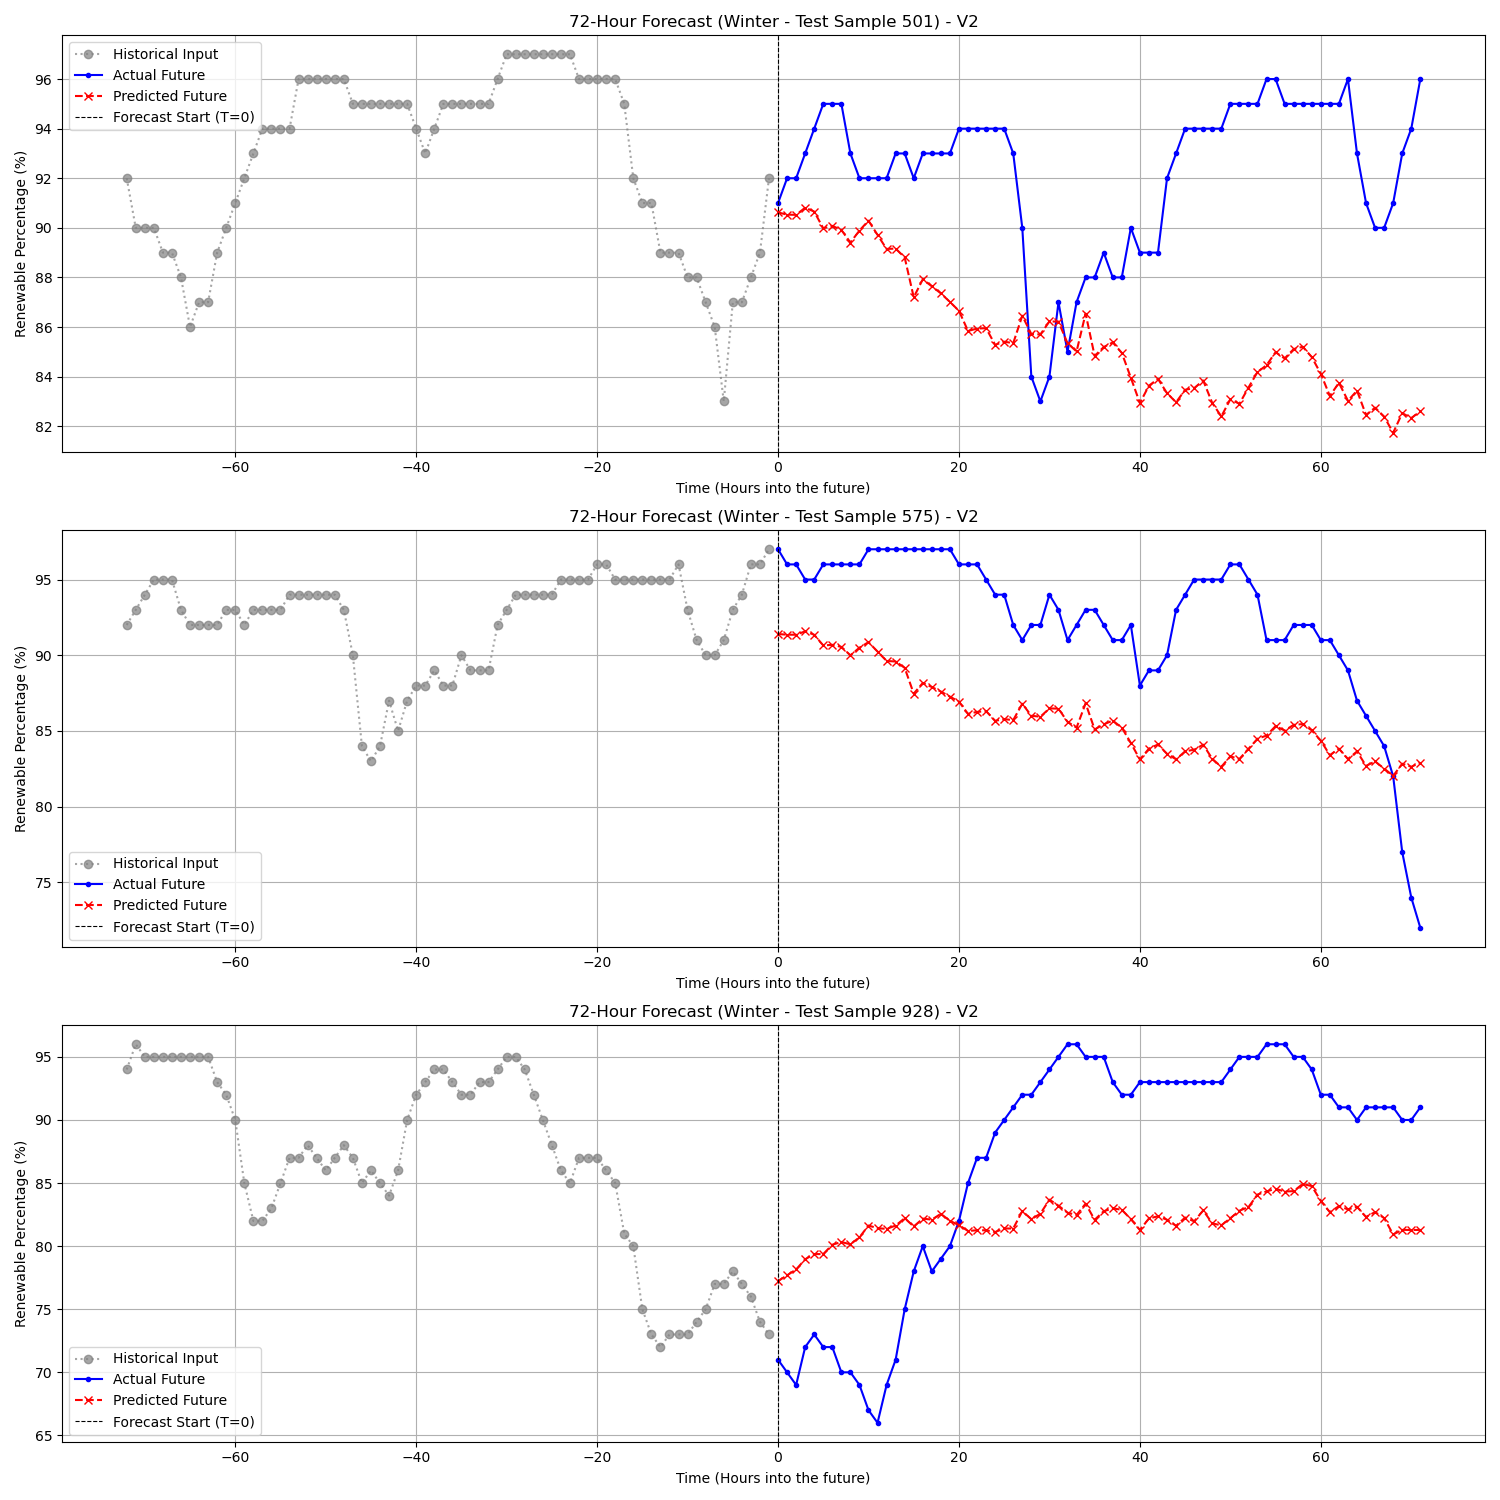 72-Hour Forecast (Winter - Test Sample 501) - V2
Historical Input
Actual Future
Predicted Future
Forecast Start (T=0)
Renewable Percentage (%)
96
94
92
90
88
86
84
82
−60 −40 −20 0 20 40 60
Time (Hours into the future)
72-Hour Forecast (Winter - Test Sample 575) - V2
Renewable Percentage (%)
95
90
85
80
75
Historical Input
Actual Future
Predicted Future
Forecast Start (T=0)
−60 −40 −20 0 20 40 60
Time (Hours into the future)
72-Hour Forecast (Winter - Test Sample 928) - V2
Renewable Percentage (%)
95
90
85
80
75
70
65
Historical Input
Actual Future
Predicted Future
Forecast Start (T=0)
−60 −40 −20 0 20 40 60
Time (Hours into the future)